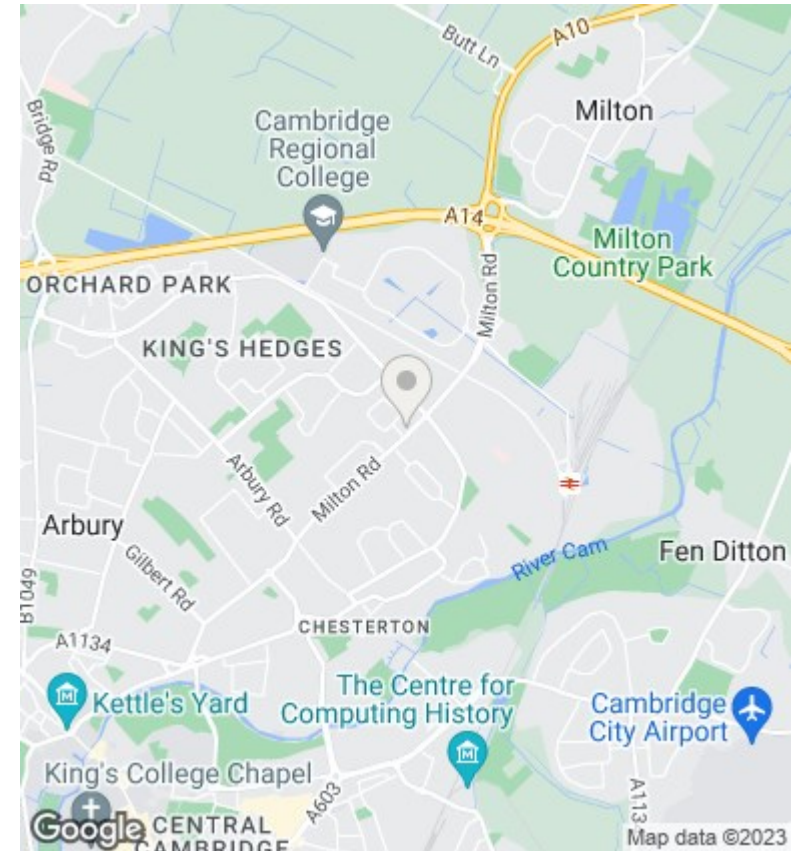 Butt Ln
A10
Milton
Bridge Rd
Cambridge
Regional
College
A14
Milton
Country Park
Milton Rd
ORCHARD PARK
KING'S HEDGES
Arbury Rd
Milton Rd
Arbury
Gilbert Rd
River Cam
Fen Ditton
B1049
CHESTERTON
A1134
Kettle's Yard
The Centre for
Computing History
Cambridge
City Airport
King's College Chapel
A603
A113
Google
CENTRAL
CAMBRIDGE
Map data ©2023